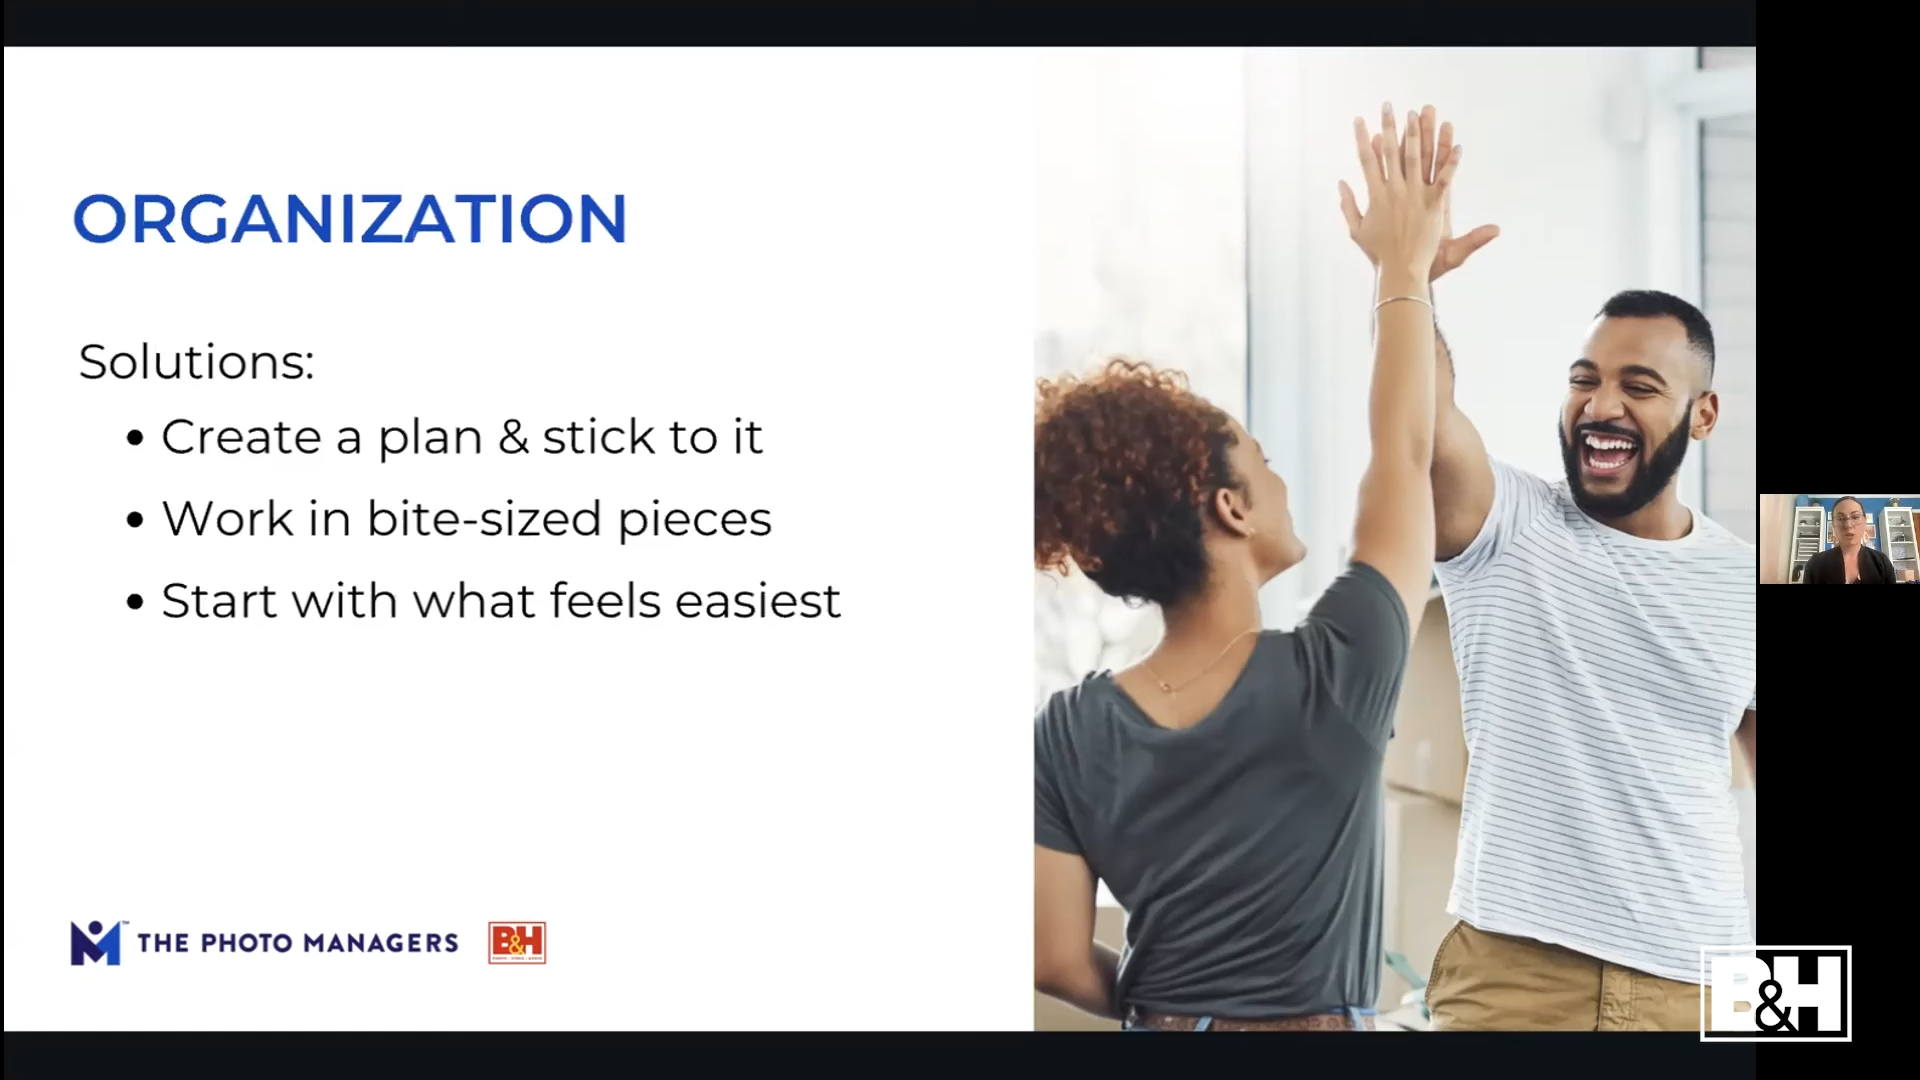 ORGANIZATION
Solutions:
• Create a plan & stick to it
• Work in bite-sized pieces
• Start with what feels easiest
THE PHOTO MANAGERS
B&H
B&H